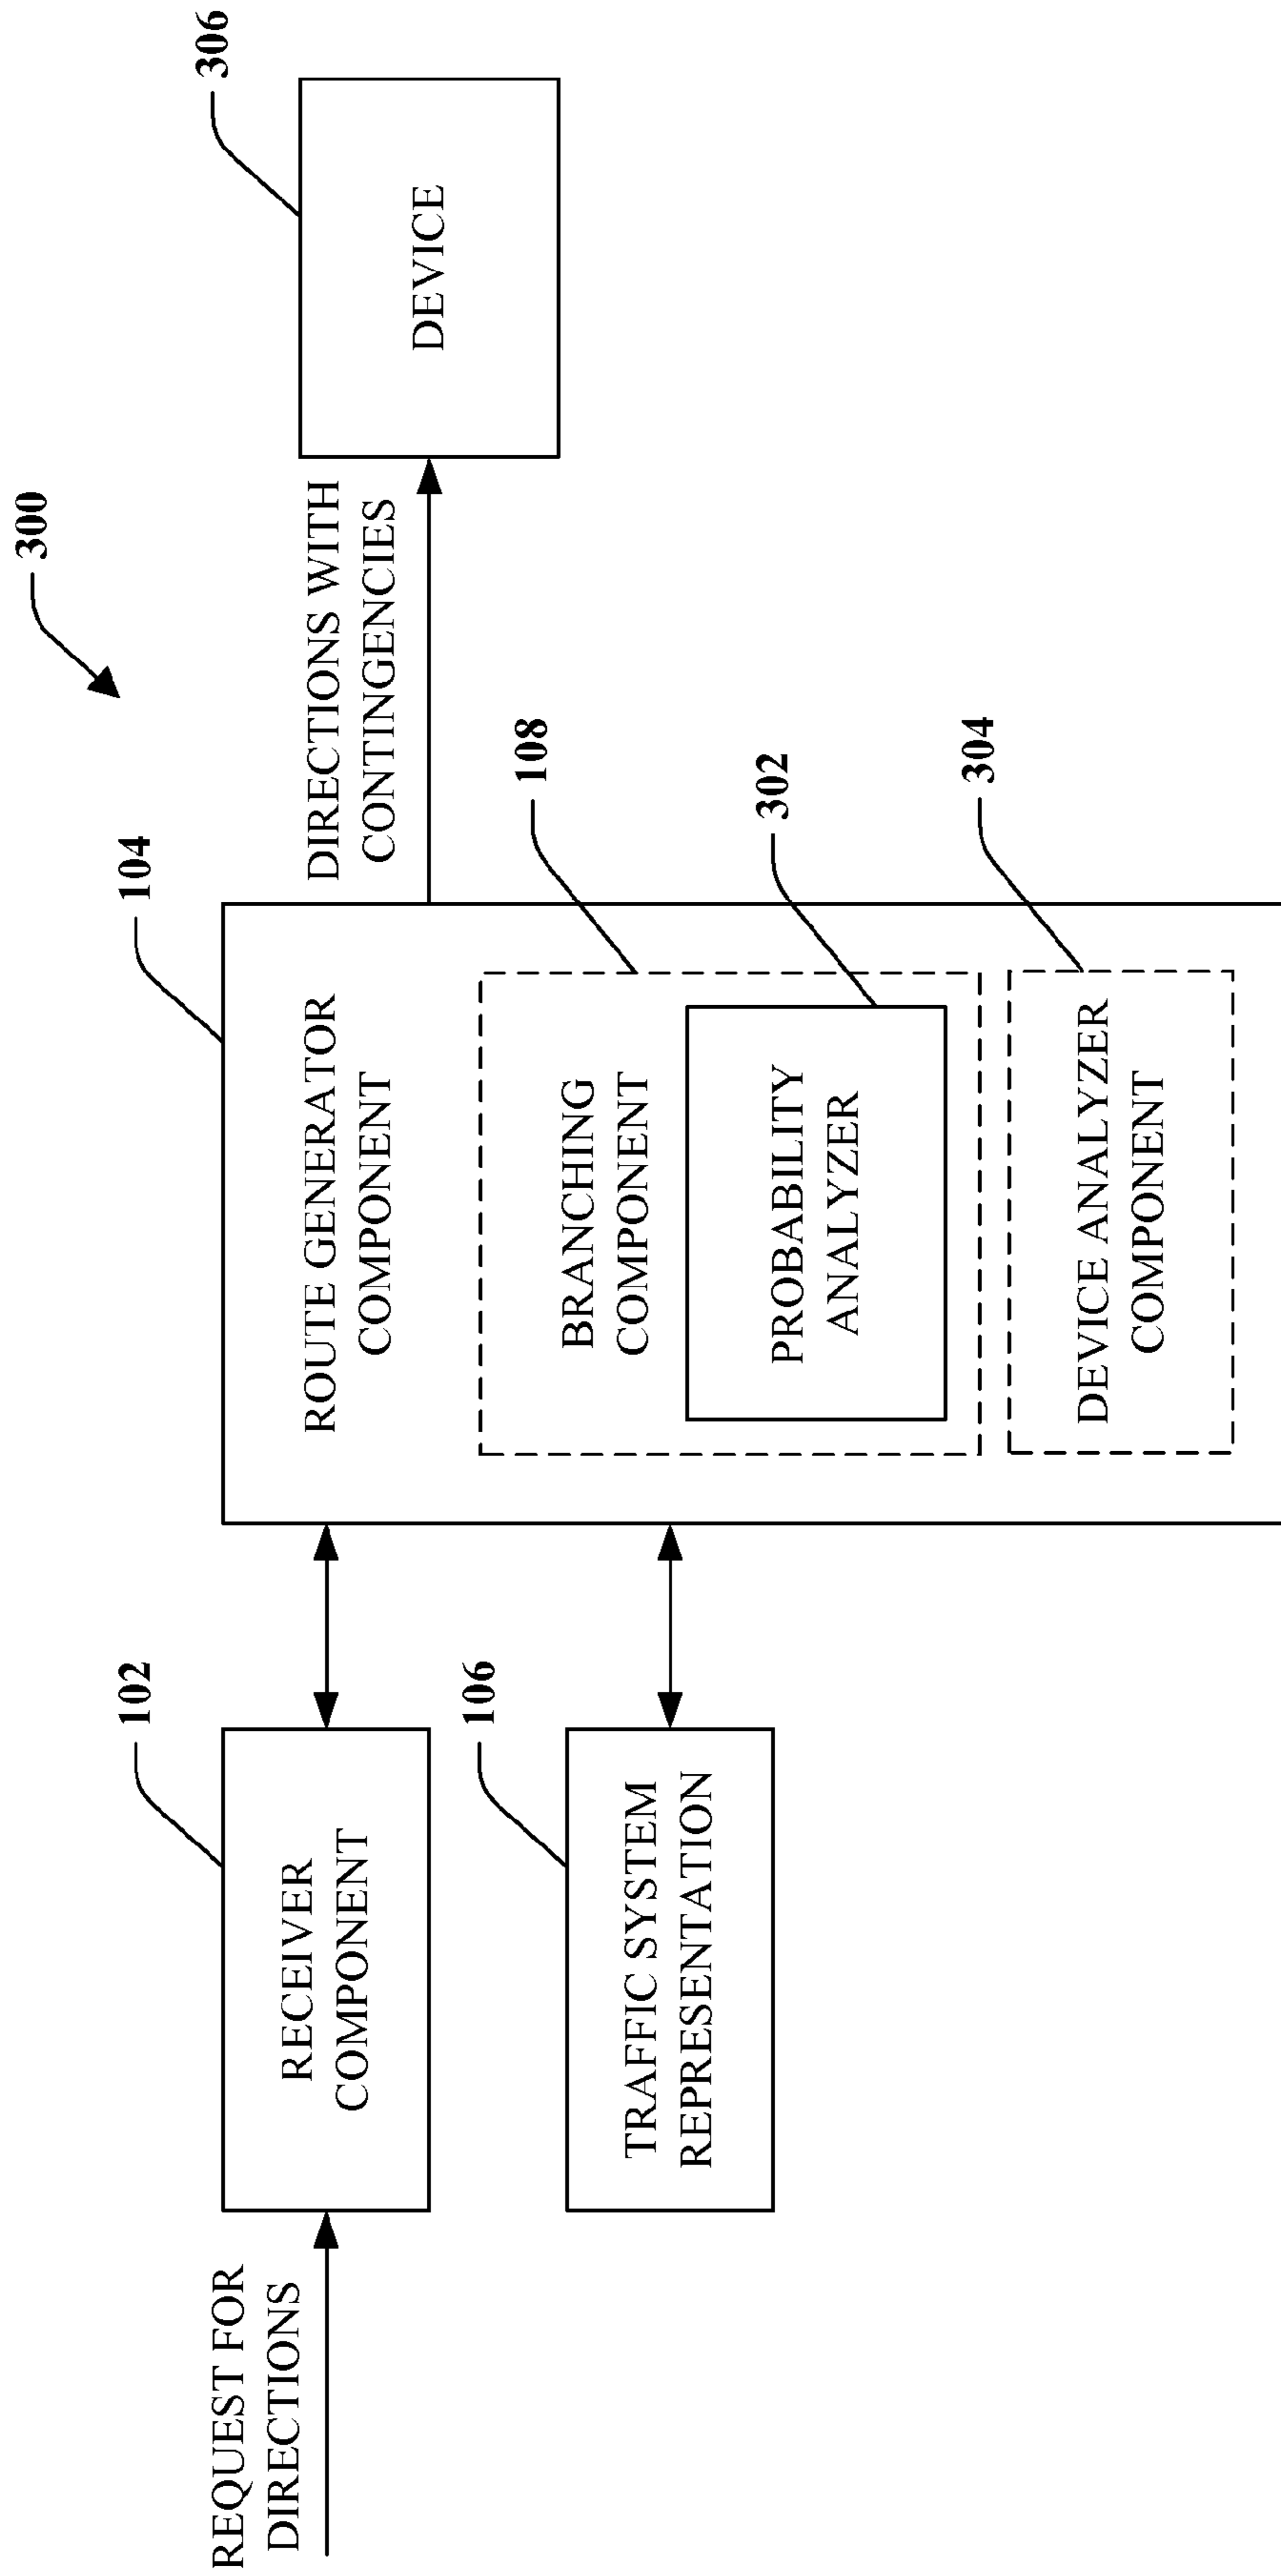 300
REQUEST FOR
DIRECTIONS
102
RECEIVER
COMPONENT
106
TRAFFIC SYSTEM
REPRESENTATION
104
ROUTE GENERATOR
COMPONENT
108
BRANCHING
COMPONENT
302
PROBABILITY
ANALYZER
304
DEVICE ANALYZER
COMPONENT
DIRECTIONS WITH
CONTINGENCIES
306
DEVICE